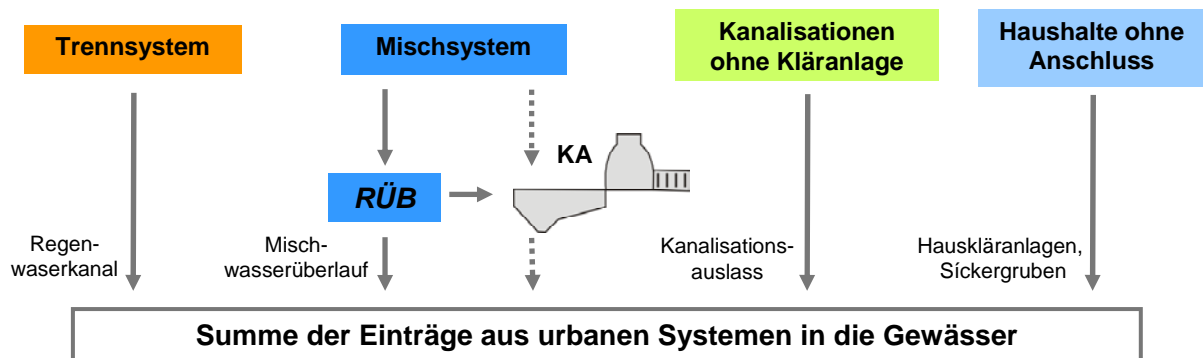 Trennsystem
Mischsystem
Kanalisationen
ohne Kläranlage
Haushalte ohne
Anschluss
KA
RÜB
Regen-
waserkanal
Misch-
wasserüberlauf
Kanalisations-
auslass
Hauskläranlagen,
Síckergruben
Summe der Einträge aus urbanen Systemen in die Gewässer